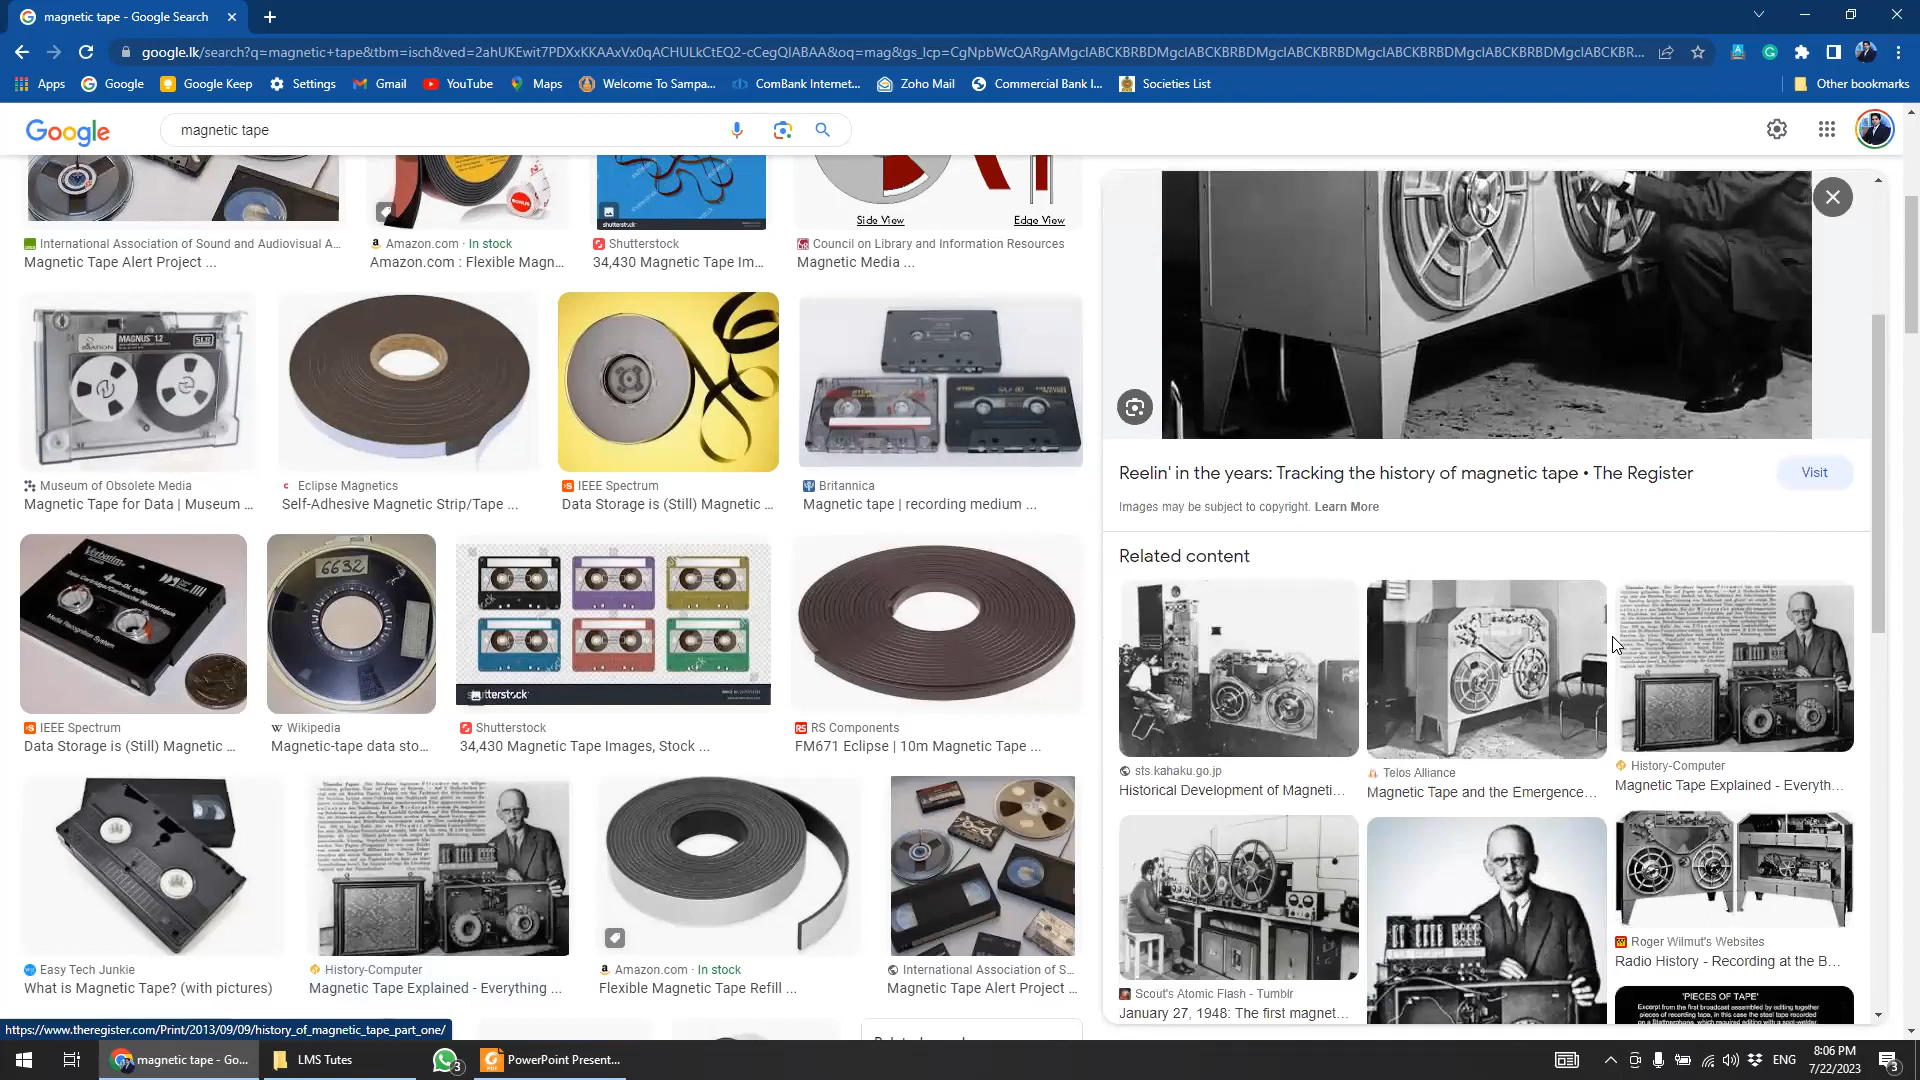 magnetic tape - Google Search
google.lk/search?q=magnetic+tape&tbm=isch&ved=2ahUKEwit7PDXxKKAAxVx0qACHULkCtEQ2-cCegQIABAA&oq=mag&gs_lcp=CgNpbWcQARgAMgcIABCKBRBDMgcIABCKBRBDMgcIABCKBRBDMgcIABCKBRBDMgcIABCKBRBDMgcIABCKBR...
Apps Google Google Keep Settings Gmail YouTube Maps Welcome To Sampa... ComBank Internet... Zoho Mail Commercial Bank I... Societies List Other bookmarks
Google magnetic tape
Side View Edge View
BONUS
International Association of Sound and Audiovisual A...
Magnetic Tape Alert Project ...
Amazon.com · In stock
Amazon.com : Flexible Magn...
Shutterstock
34,430 Magnetic Tape Im...
Council on Library and Information Resources
Magnetic Media ...
MAGNUS 1.2
SLR
Museum of Obsolete Media
Magnetic Tape for Data | Museum ...
Eclipse Magnetics
Self-Adhesive Magnetic Strip/Tape ...
IEEE Spectrum
Data Storage is (Still) Magnetic ...
Britannica
Magnetic tape | recording medium ...
Reelin' in the years: Tracking the history of magnetic tape • The Register
Visit
Images may be subject to copyright. Learn More
Related content
Verbatim
6632
shutterstock
IEEE Spectrum
Data Storage is (Still) Magnetic ...
Wikipedia
Magnetic-tape data sto...
Shutterstock
34,430 Magnetic Tape Images, Stock ...
RS Components
FM671 Eclipse | 10m Magnetic Tape ...
sts.kahaku.go.jp
Historical Development of Magneti...
Telos Alliance
Magnetic Tape and the Emergence...
History-Computer
Magnetic Tape Explained - Everyth...
Easy Tech Junkie
What is Magnetic Tape? (with pictures)
History-Computer
Magnetic Tape Explained - Everything ...
Amazon.com · In stock
Flexible Magnetic Tape Refill ...
International Association of S...
Magnetic Tape Alert Project ...
Scout's Atomic Flash - Tumblr
January 27, 1948: The first magnet...
Roger Wilmut's Websites
Radio History - Recording at the B...
'PIECES OF TAPE'
https://www.theregister.com/Print/2013/09/09/history_of_magnetic_tape_part_one/
magnetic tape - Go... LMS Tutes 3 PowerPoint Present...
ENG
8:06 PM
7/22/2023
3